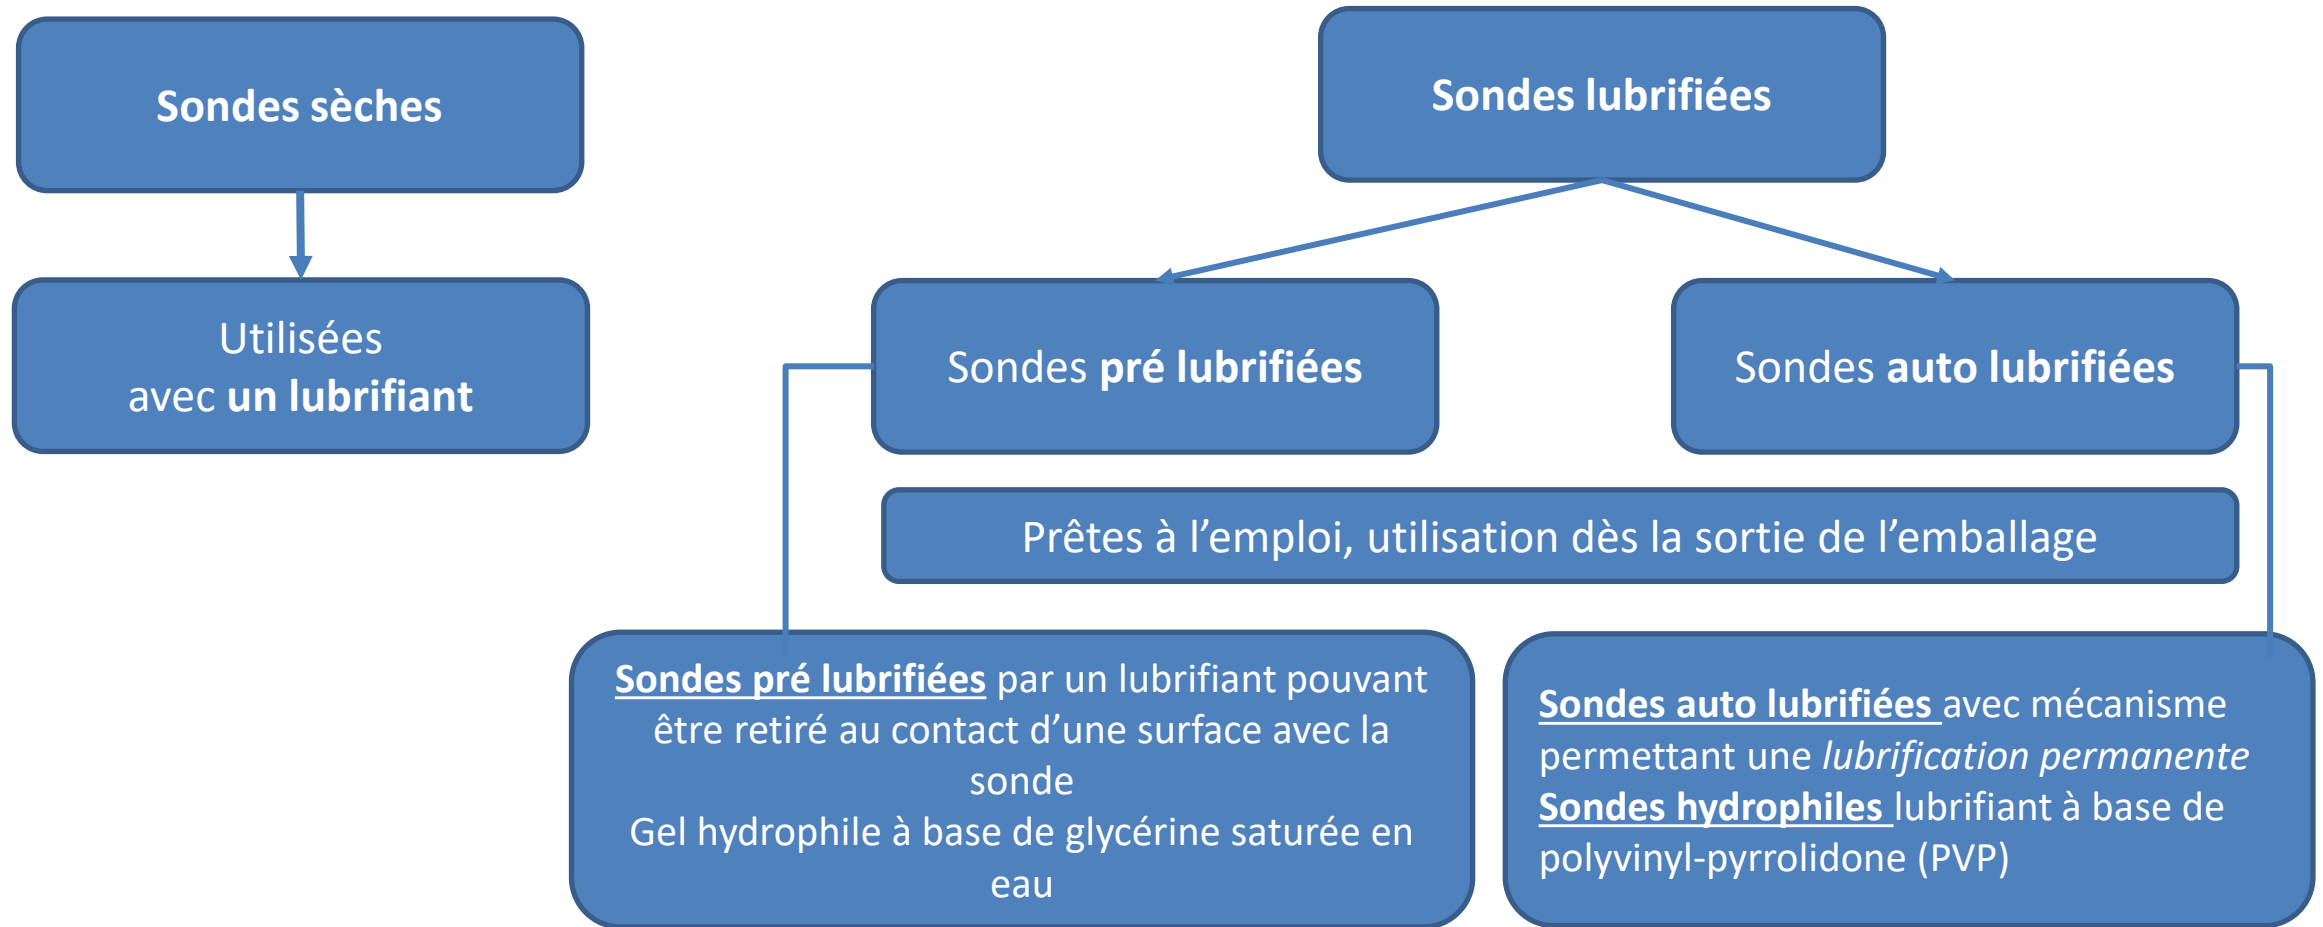 Sondes sèches
Utilisées
avec un lubrifiant
Sondes lubrifiées
Sondes pré lubrifiées
Sondes auto lubrifiées
Prêtes à l’emploi, utilisation dès la sortie de l’emballage
Sondes pré lubrifiées par un lubrifiant pouvant
être retiré au contact d’une surface avec la
sonde
Gel hydrophile à base de glycérine saturée en
eau
Sondes auto lubrifiées avec mécanisme
permettant une lubrification permanente
Sondes hydrophiles lubrifiant à base de
polyvinyl-pyrrolidone (PVP)